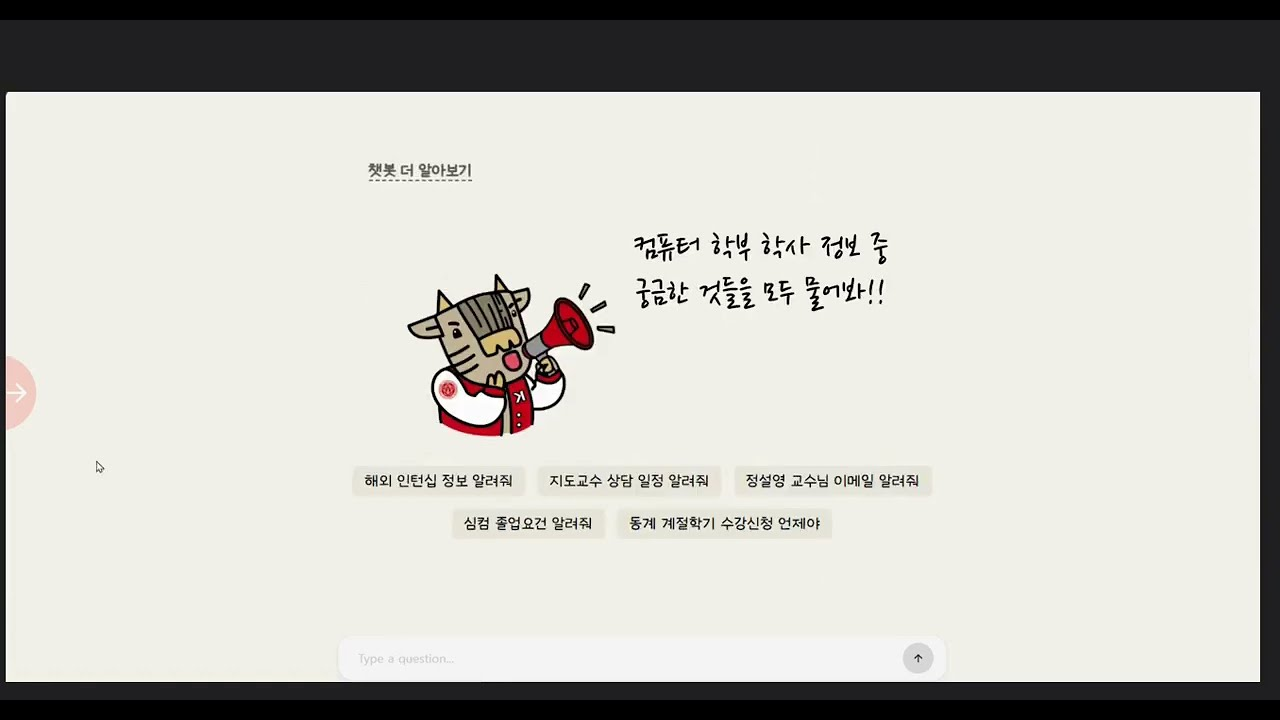 챗봇 더 알아보기
컴퓨터 학부 학사 정보 중
궁금한 것들을 모두 물어봐!!
K
해외 인턴십 정보 알려줘
지도교수 상담 일정 알려줘
정설영 교수님 이메일 알려줘
심컴 졸업요건 알려줘
동계 계절학기 수강신청 언제야
Type a question...